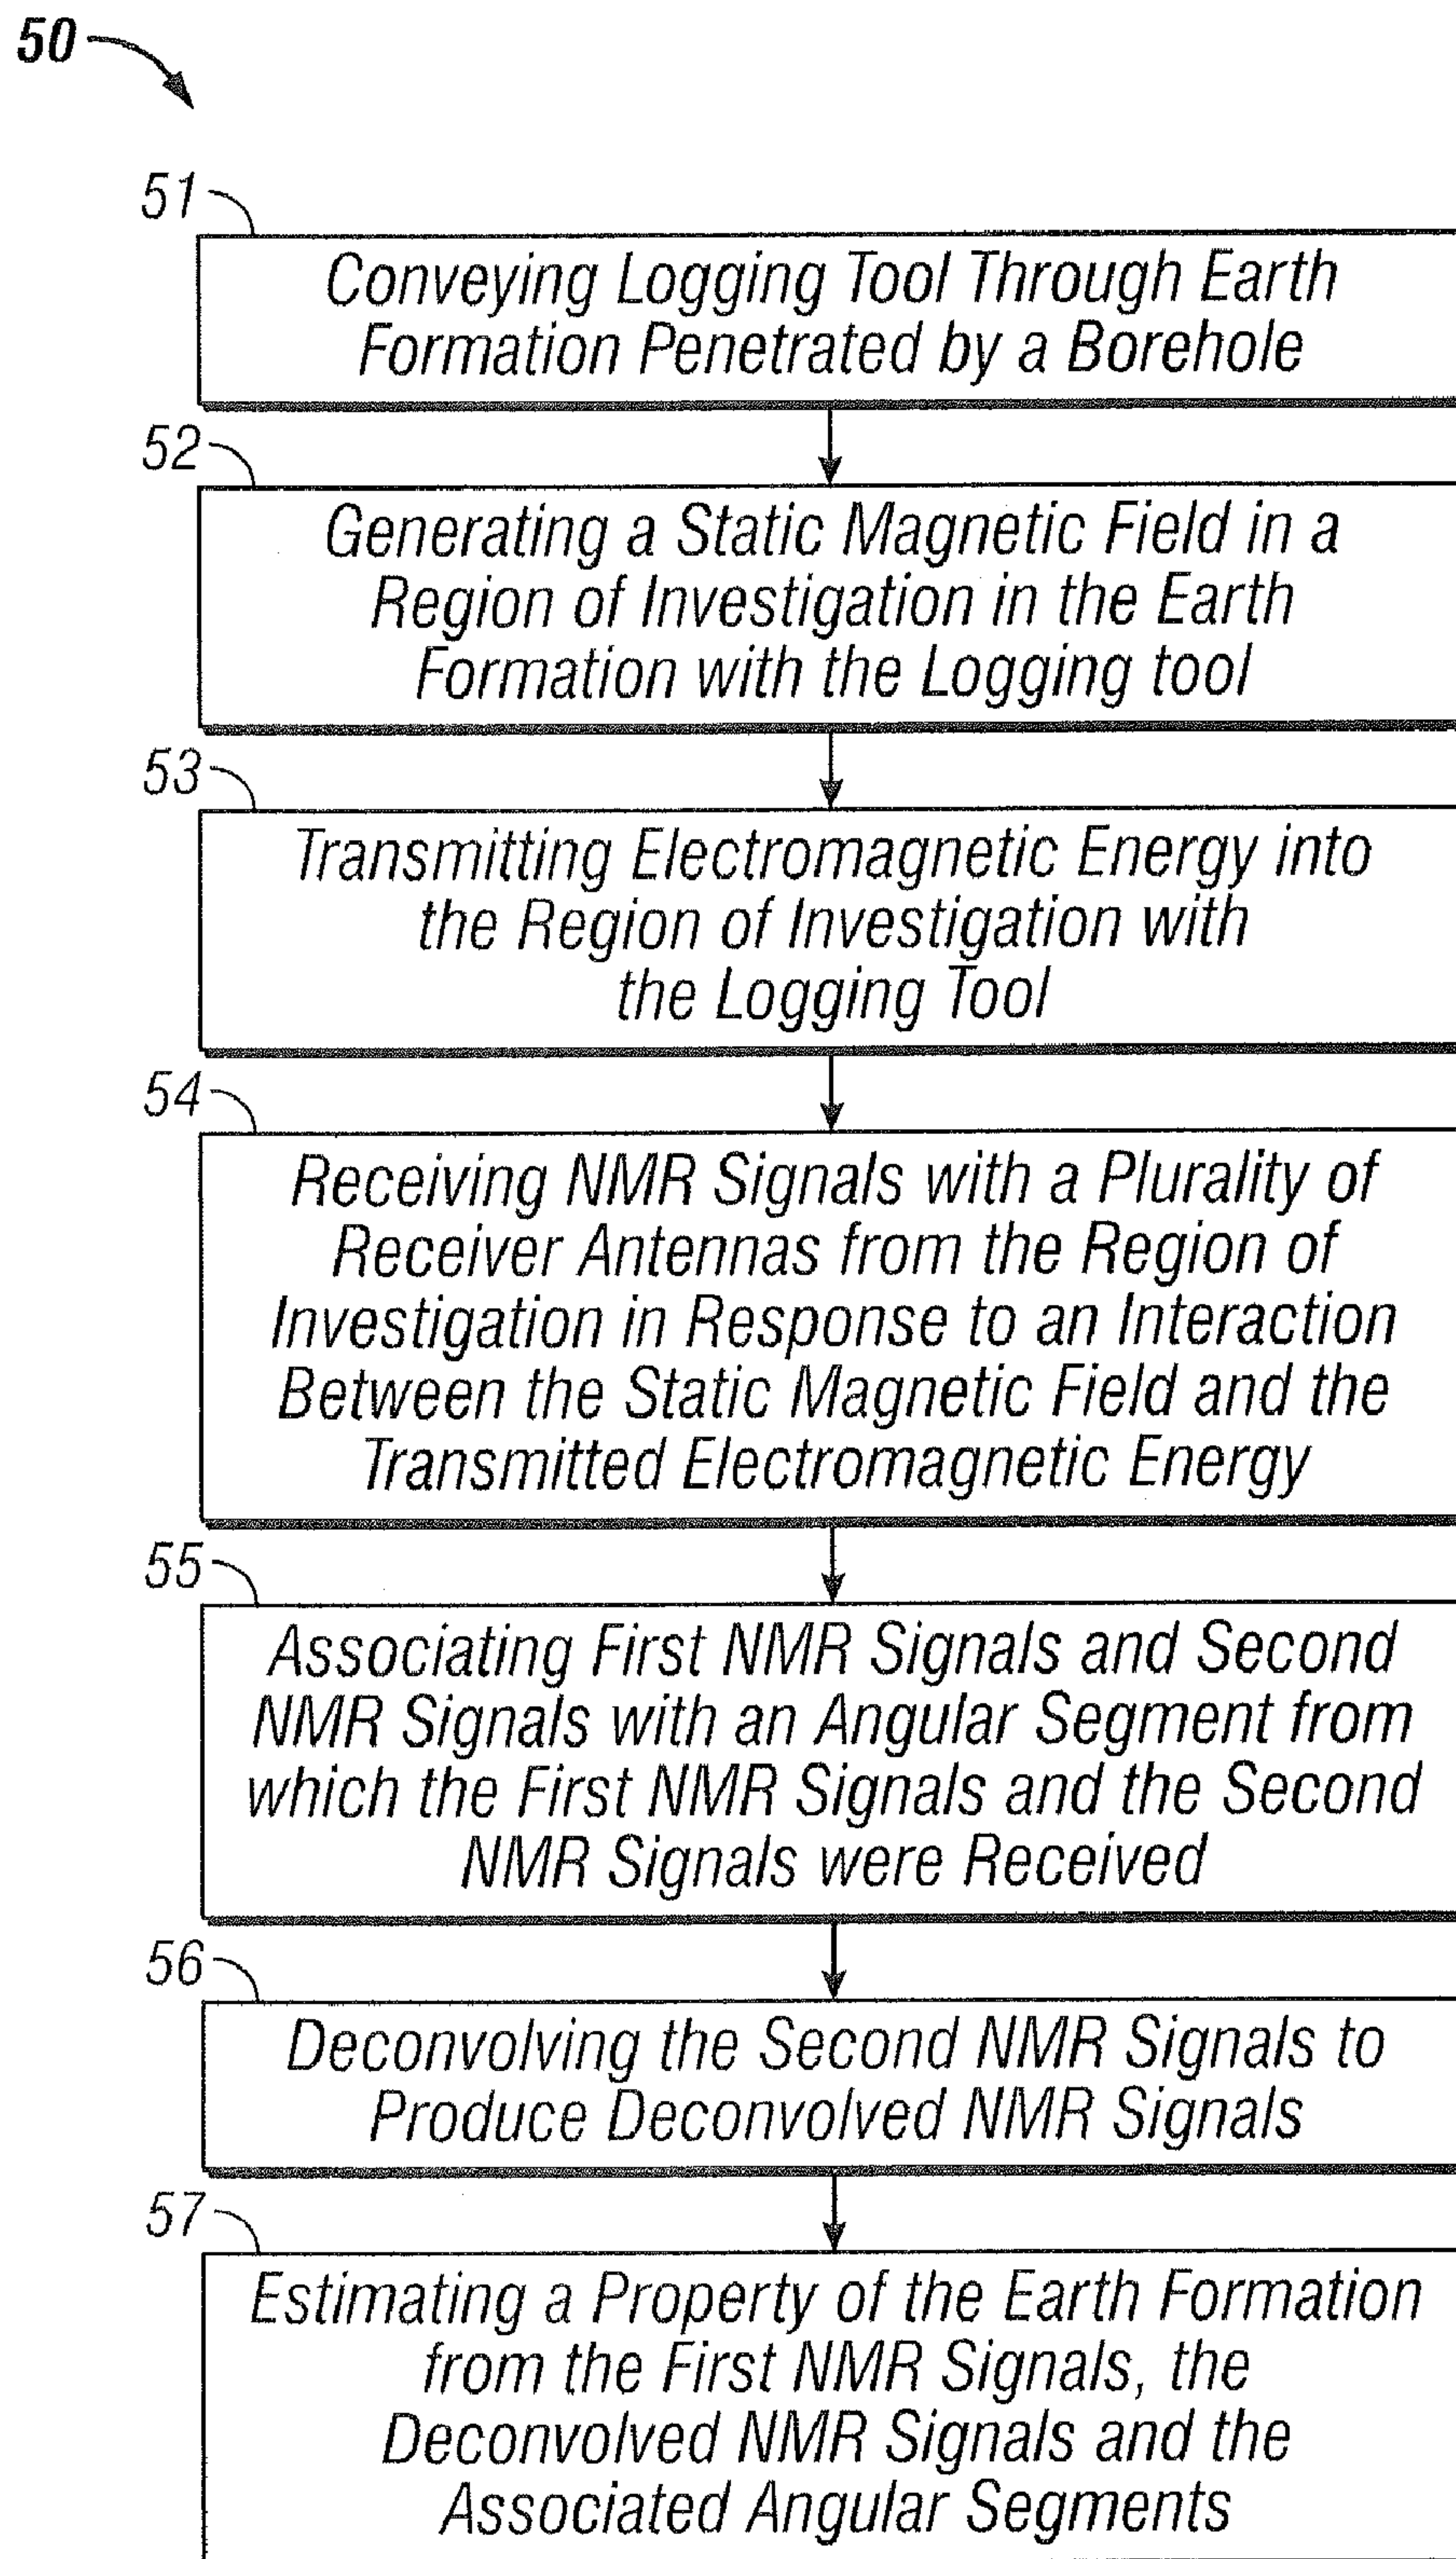 50
51
Conveying Logging Tool Through Earth
Formation Penetrated by a Borehole
52
Generating a Static Magnetic Field in a
Region of Investigation in the Earth
Formation with the Logging tool
53
Transmitting Electromagnetic Energy into
the Region of Investigation with
the Logging Tool
54
Receiving NMR Signals with a Plurality of
Receiver Antennas from the Region of
Investigation in Response to an Interaction
Between the Static Magnetic Field and the
Transmitted Electromagnetic Energy
55
Associating First NMR Signals and Second
NMR Signals with an Angular Segment from
which the First NMR Signals and the Second
NMR Signals were Received
56
Deconvolving the Second NMR Signals to
Produce Deconvolved NMR Signals
57
Estimating a Property of the Earth Formation
from the First NMR Signals, the
Deconvolved NMR Signals and the
Associated Angular Segments